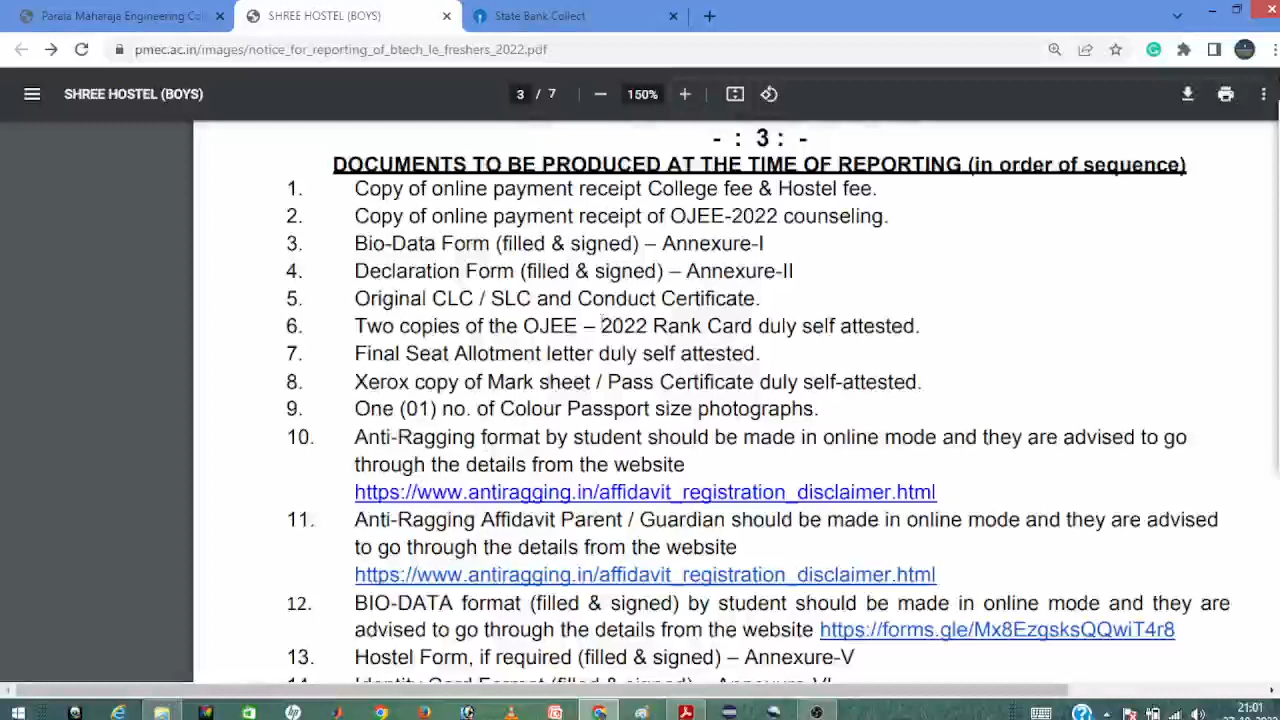 Parala Maharaja Engineering Co
SHREE HOSTEL (BOYS)
State Bank Collect
pmec.ac.in/images/notice_for_reporting_of_btech_le_freshers_2022.pdf
SHREE HOSTEL (BOYS)
3 / 7
150%
- : 3 : -
DOCUMENTS TO BE PRODUCED AT THE TIME OF REPORTING (in order of sequence)
1. Copy of online payment receipt College fee & Hostel fee.
2. Copy of online payment receipt of OJEE-2022 counseling.
3. Bio-Data Form (filled & signed) – Annexure-I
4. Declaration Form (filled & signed) – Annexure-II
5. Original CLC / SLC and Conduct Certificate.
6. Two copies of the OJEE – 2022 Rank Card duly self attested.
7. Final Seat Allotment letter duly self attested.
8. Xerox copy of Mark sheet / Pass Certificate duly self-attested.
9. One (01) no. of Colour Passport size photographs.
10. Anti-Ragging format by student should be made in online mode and they are advised to go
through the details from the website
https://www.antiragging.in/affidavit_registration_disclaimer.html
11. Anti-Ragging Affidavit Parent / Guardian should be made in online mode and they are advised
to go through the details from the website
https://www.antiragging.in/affidavit_registration_disclaimer.html
12. BIO-DATA format (filled & signed) by student should be made in online mode and they are
advised to go through the details from the website https://forms.gle/Mx8EzgsksQQwiT4r8
13. Hostel Form, if required (filled & signed) – Annexure-V
14. Identity Card Format (filled & signed) – Annexure-VI
21:01